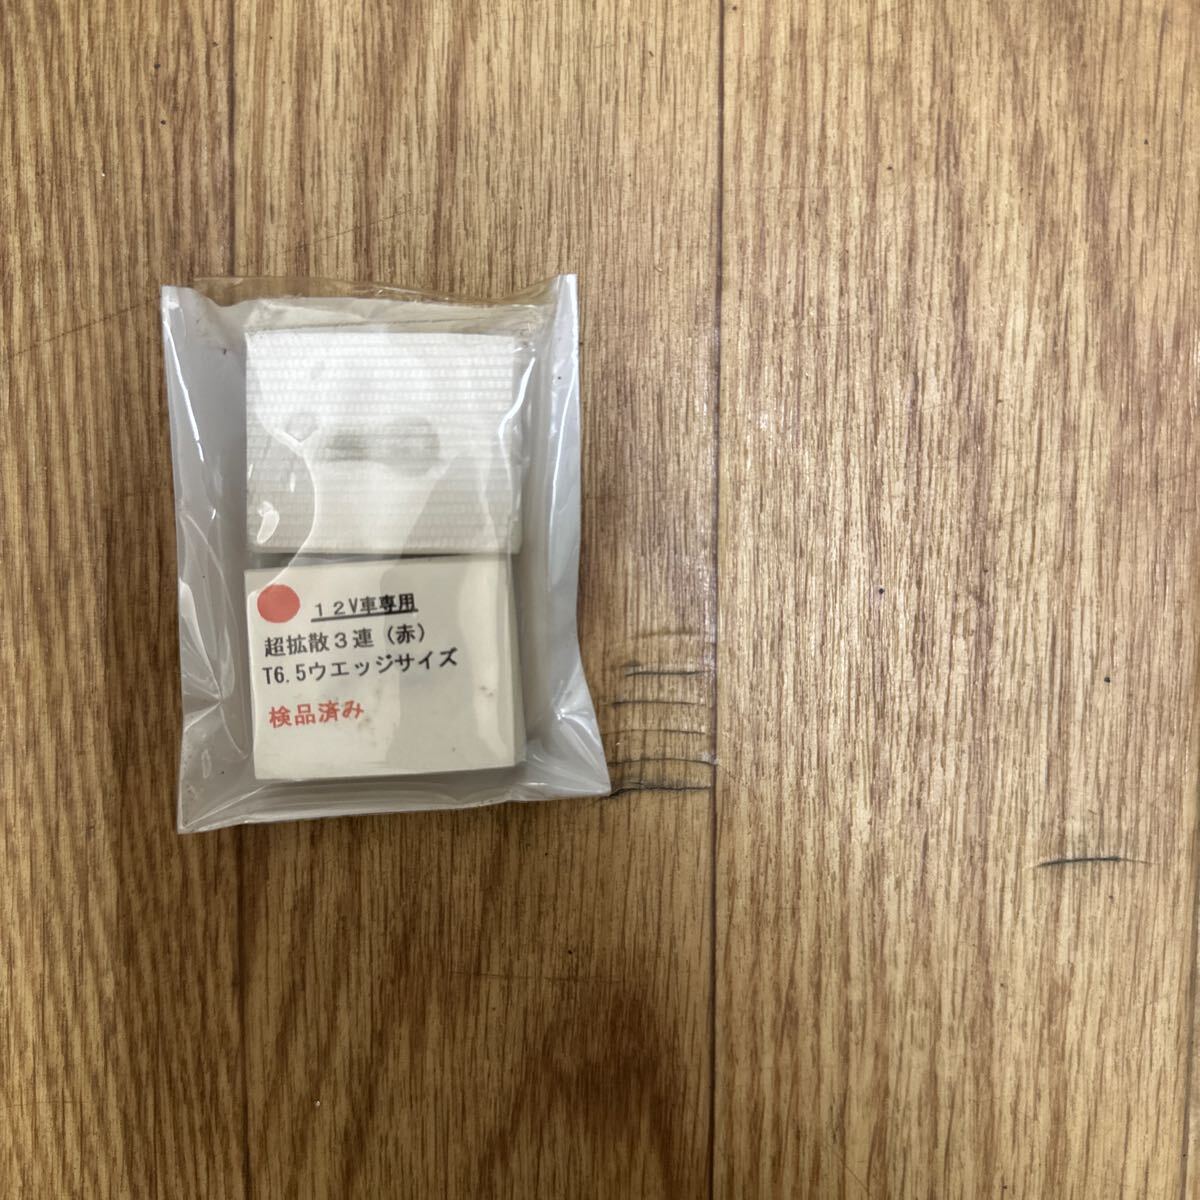 １２V車専用
超拡散３連（赤）
T6.5ウエッジサイズ
検品済み